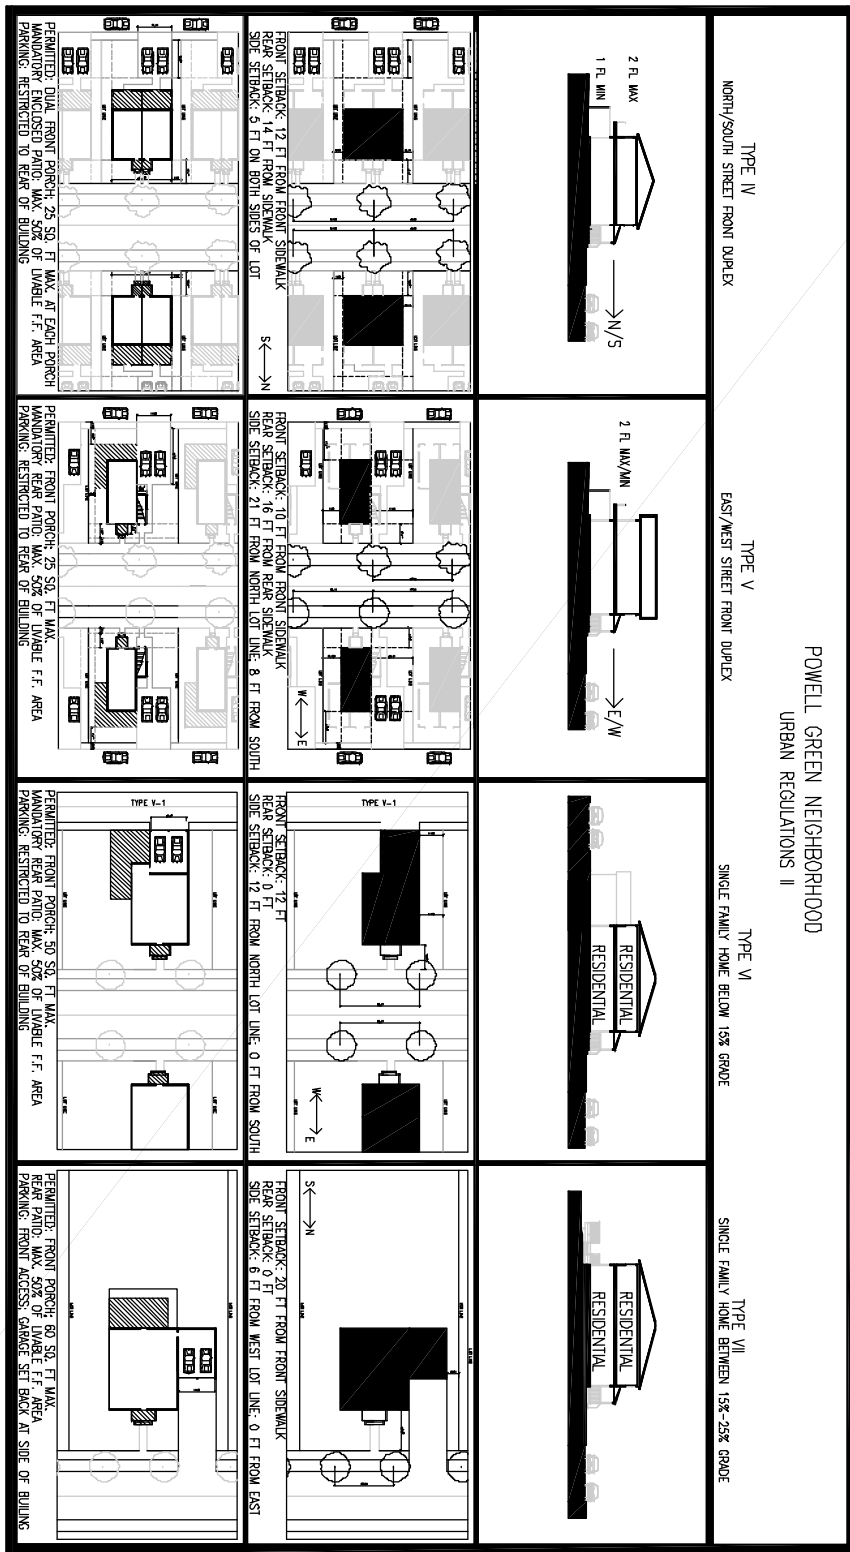 POWELL GREEN NEIGHBORHOOD
URBAN REGULATIONS II
TYPE IV
NORTH/SOUTH STREET FRONT DUPLEX
TYPE V
EAST/WEST STREET FRONT DUPLEX
TYPE VI
SINGLE FAMILY HOME BELOW 15% GRADE
TYPE VII
SINGLE FAMILY HOME BETWEEN 15%-25% GRADE
2 FL MAX
1 FL MIN
N/S
2 FL MAX/MIN
E/W
RESIDENTIAL
RESIDENTIAL
RESIDENTIAL
RESIDENTIAL
S
N
FRONT SETBACK: 12 FT FROM FRONT SIDEWALK
REAR SETBACK: 14 FT FROM SIDEWALK
SIDE SETBACK: 5 FT ON BOTH SIDES OF LOT
W
E
FRONT SETBACK: 10 FT FROM FRONT SIDEWALK
REAR SETBACK: 16 FT FROM REAR SIDEWALK
SIDE SETBACK: 21 FT FROM NORTH LOT LINE; 8 FT FROM SOUTH
TYPE V-1
W
E
FRONT SETBACK: 12 FT
REAR SETBACK: 0 FT
SIDE SETBACK: 12 FT FROM NORTH LOT LINE; 0 FT FROM SOUTH
S
N
FRONT SETBACK: 20 FT FROM FRONT SIDEWALK
REAR SETBACK: 0 FT
SIDE SETBACK: 6 FT FROM WEST LOT LINE; 0 FT FROM EAST
PERMITTED: DUAL FRONT PORCH; 25 SQ. FT MAX. AT EACH PORCH
MANDATORY ENCLOSED PATIO: MAX. 50% OF LIVABLE F.F. AREA
PARKING: RESTRICTED TO REAR OF BUILDING
PERMITTED: FRONT PORCH; 25 SQ. FT MAX.
MANDATORY REAR PATIO: MAX. 50% OF LIVABLE F.F. AREA
PARKING: RESTRICTED TO REAR OF BUILDING
TYPE V-1
PERMITTED: FRONT PORCH; 50 SQ. FT MAX.
MANDATORY REAR PATIO: MAX. 50% OF LIVABLE F.F. AREA
PARKING: RESTRICTED TO REAR OF BUILDING
PERMITTED: FRONT PORCH; 60 SQ. FT MAX.
REAR PATIO: MAX. 50% OF LIVABLE F.F. AREA
PARKING: FRONT ACCESS; GARAGE SET BACK AT SIDE OF BUILING